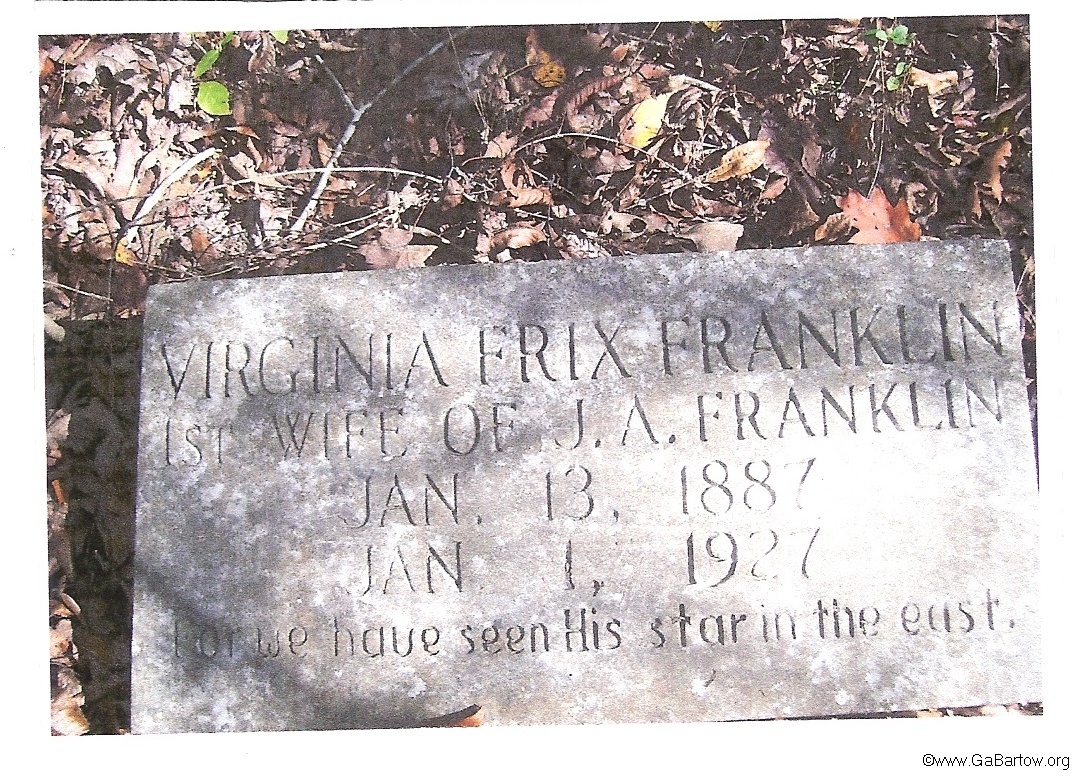 VIRGINIA FRIX FRANKLIN
1ST WIFE OF J. A. FRANKLIN
JAN. 13, 1887
JAN. 1, 1927
For we have seen His star in the east.
©www.GaBartow.org